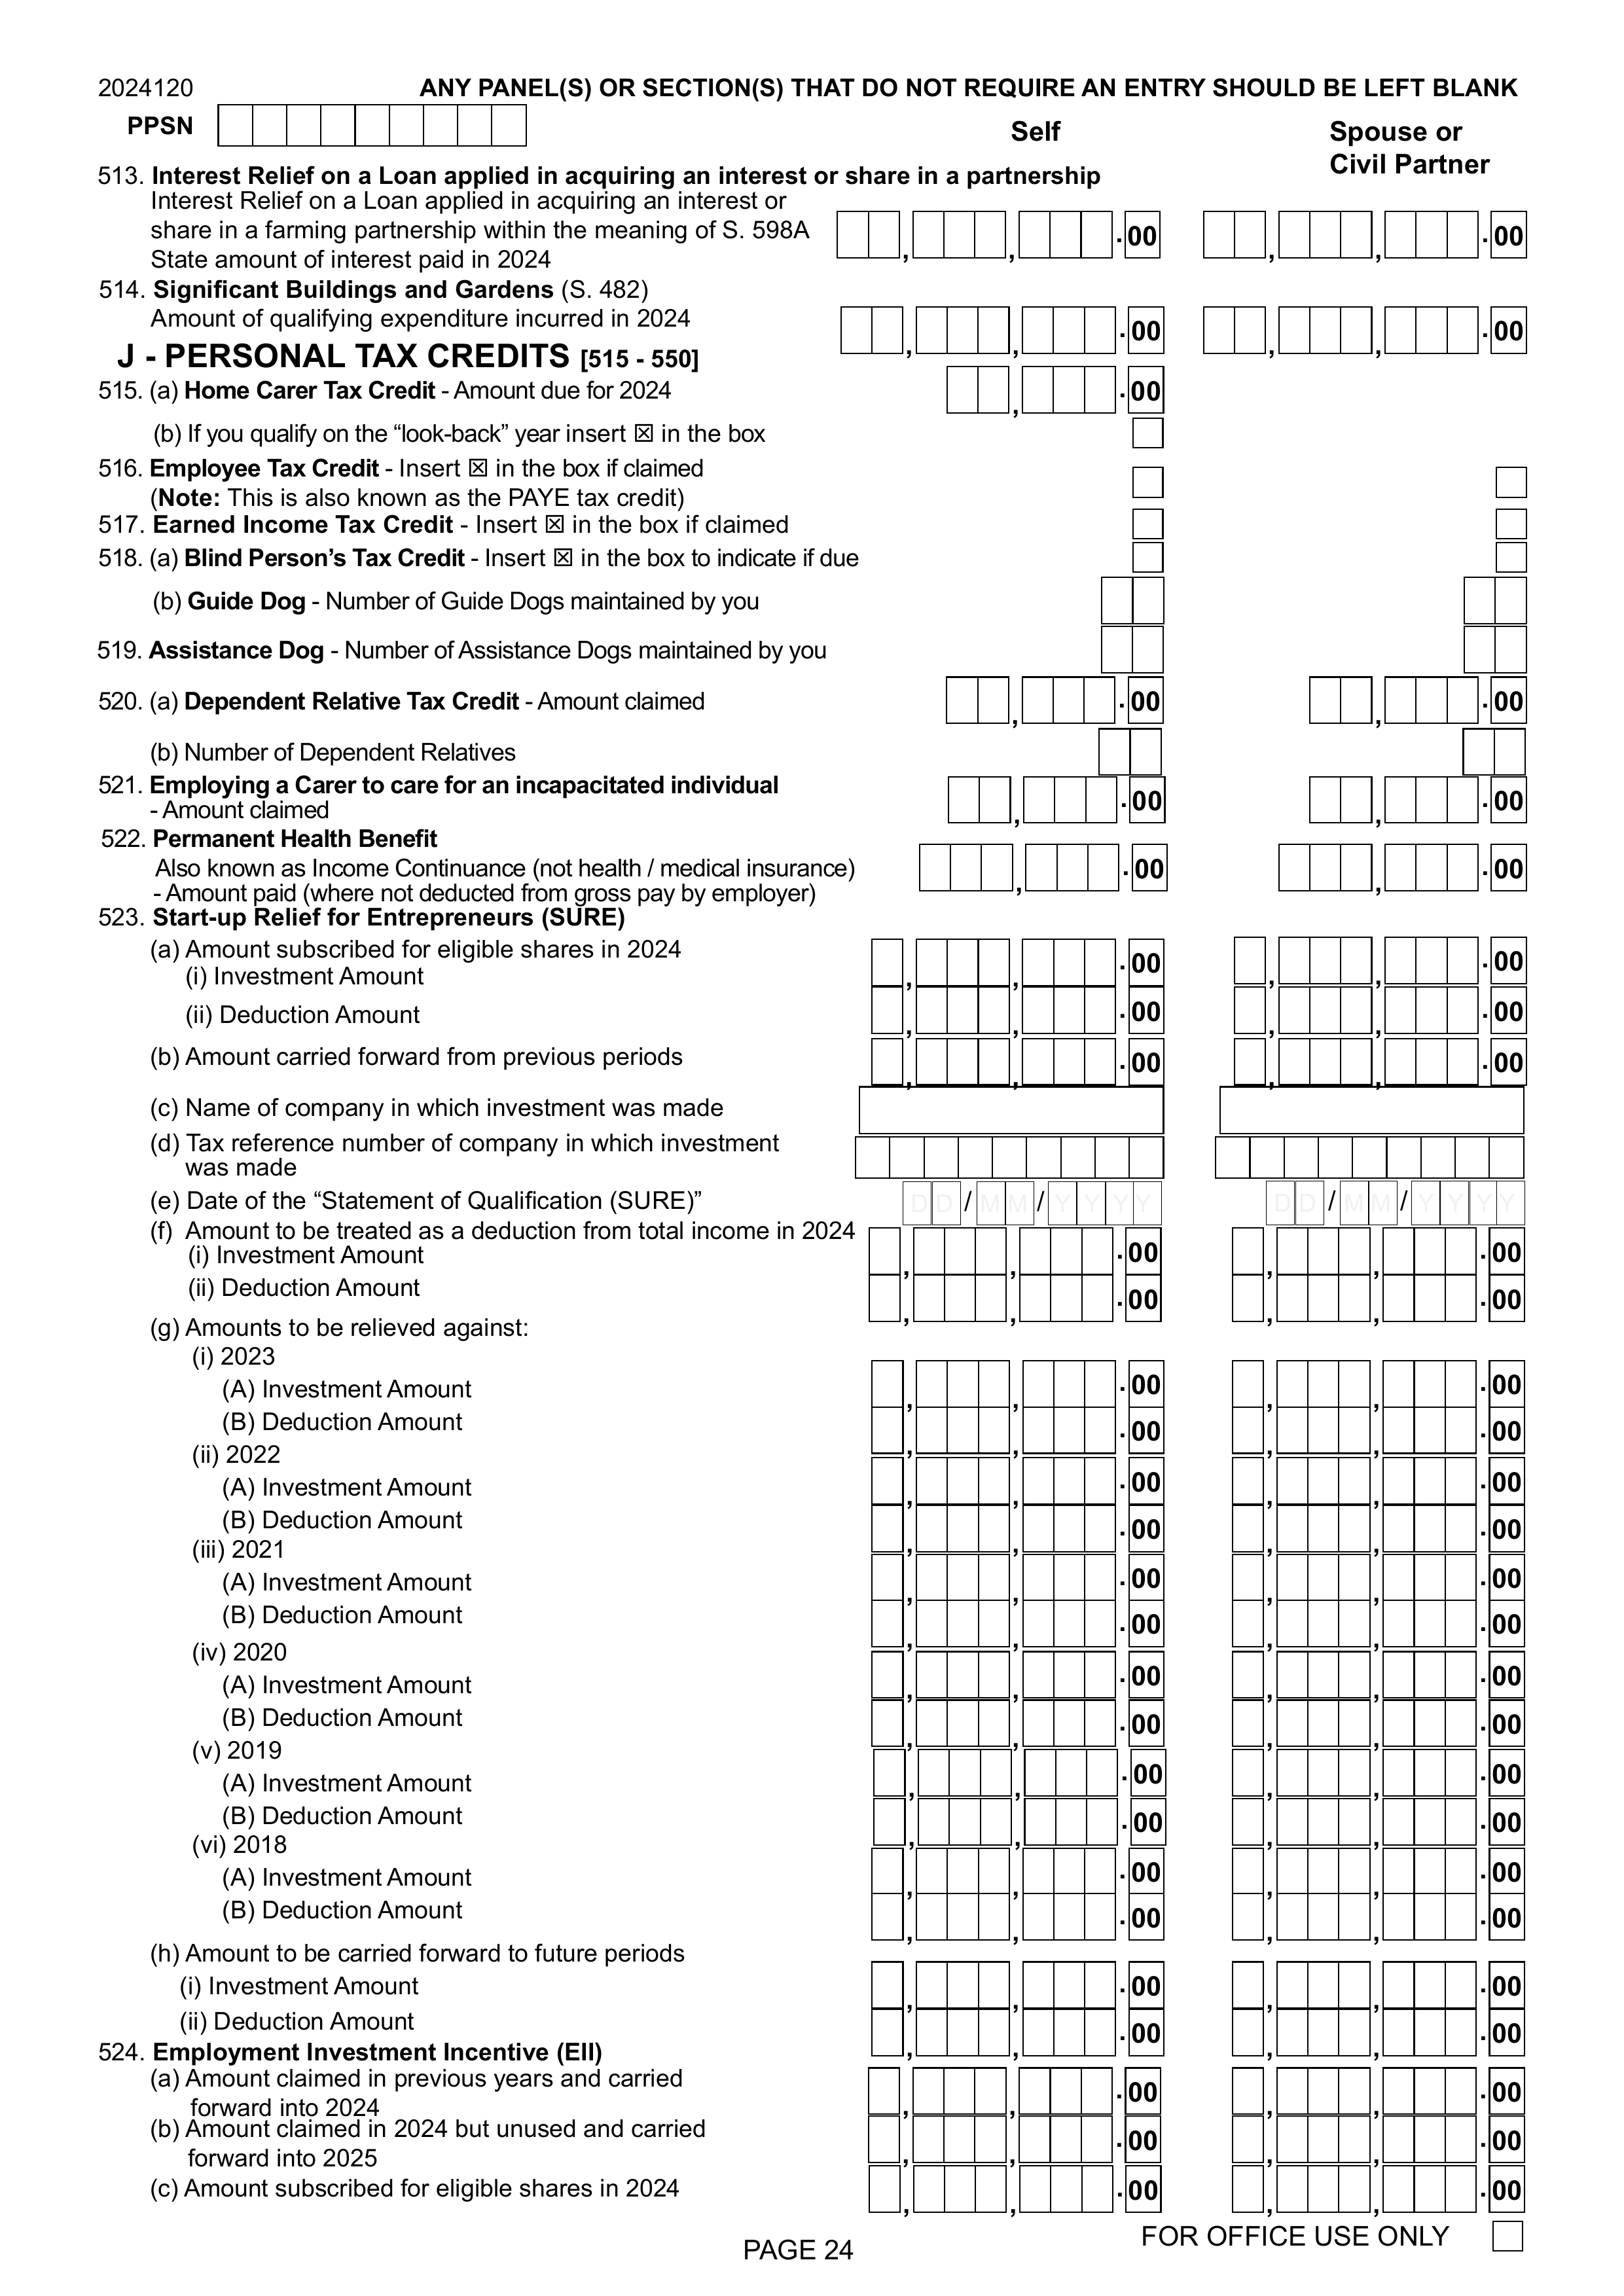 2024120 ANY PANEL(S) OR SECTION(S) THAT DO NOT REQUIRE AN ENTRY SHOULD BE LEFT BLANK
PPSN Self Spouse or
Civil Partner
513. Interest Relief on a Loan applied in acquiring an interest or share in a partnership
Interest Relief on a Loan applied in acquiring an interest or
share in a farming partnership within the meaning of S. 598A , , .00 , , .00
State amount of interest paid in 2024
514. Significant Buildings and Gardens (S. 482)
Amount of qualifying expenditure incurred in 2024 , , .00 , , .00
J - PERSONAL TAX CREDITS [515 - 550]
515. (a) Home Carer Tax Credit - Amount due for 2024 , .00
(b) If you qualify on the “look-back” year insert ☒ in the box
516. Employee Tax Credit - Insert ☒ in the box if claimed
(Note: This is also known as the PAYE tax credit)
517. Earned Income Tax Credit - Insert ☒ in the box if claimed
518. (a) Blind Person’s Tax Credit - Insert ☒ in the box to indicate if due
(b) Guide Dog - Number of Guide Dogs maintained by you
519. Assistance Dog - Number of Assistance Dogs maintained by you
520. (a) Dependent Relative Tax Credit - Amount claimed , .00 , .00
(b) Number of Dependent Relatives
521. Employing a Carer to care for an incapacitated individual , .00 , .00
- Amount claimed
522. Permanent Health Benefit
Also known as Income Continuance (not health / medical insurance) , .00 , .00
- Amount paid (where not deducted from gross pay by employer)
523. Start-up Relief for Entrepreneurs (SURE)
(a) Amount subscribed for eligible shares in 2024
(i) Investment Amount , , .00 , , .00
(ii) Deduction Amount , , .00 , , .00
(b) Amount carried forward from previous periods , , .00 , , .00
(c) Name of company in which investment was made
(d) Tax reference number of company in which investment
was made
(e) Date of the “Statement of Qualification (SURE)” DD/MM/YYYY DD/MM/YYYY
(f) Amount to be treated as a deduction from total income in 2024
(i) Investment Amount , , .00 , , .00
(ii) Deduction Amount , , .00 , , .00
(g) Amounts to be relieved against:
(i) 2023
(A) Investment Amount , , .00 , , .00
(B) Deduction Amount , , .00 , , .00
(ii) 2022
(A) Investment Amount , , .00 , , .00
(B) Deduction Amount , , .00 , , .00
(iii) 2021
(A) Investment Amount , , .00 , , .00
(B) Deduction Amount , , .00 , , .00
(iv) 2020
(A) Investment Amount , , .00 , , .00
(B) Deduction Amount , , .00 , , .00
(v) 2019
(A) Investment Amount , , .00 , , .00
(B) Deduction Amount , , .00 , , .00
(vi) 2018
(A) Investment Amount , , .00 , , .00
(B) Deduction Amount , , .00 , , .00
(h) Amount to be carried forward to future periods
(i) Investment Amount , , .00 , , .00
(ii) Deduction Amount , , .00 , , .00
524. Employment Investment Incentive (EII)
(a) Amount claimed in previous years and carried , , .00 , , .00
forward into 2024
(b) Amount claimed in 2024 but unused and carried , , .00 , , .00
forward into 2025
(c) Amount subscribed for eligible shares in 2024 , , .00 , , .00
FOR OFFICE USE ONLY
PAGE 24